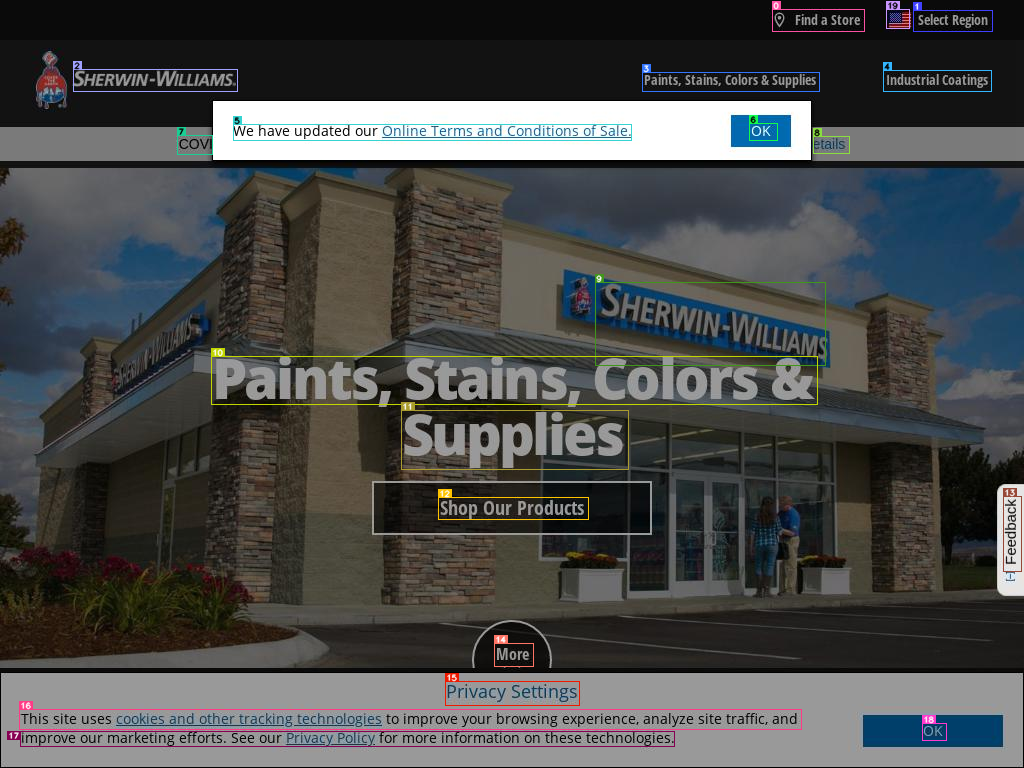 Find a Store
Select Region
SHERWIN-WILLIAMS.
Paints, Stains, Colors & Supplies
Industrial Coatings
We have updated our Online Terms and Conditions of Sale.
OK
COVI
etails
SHERWIN-WILLIAMS
SHERWIN-WILLIAMS
Paints, Stains, Colors &
Supplies
Shop Our Products
[-] Feedback
More
Privacy Settings
This site uses cookies and other tracking technologies to improve your browsing experience, analyze site traffic, and
improve our marketing efforts. See our Privacy Policy for more information on these technologies.
OK
0
19
1
2
3
4
5
6
7
8
9
10
11
12
13
14
15
16
17
18